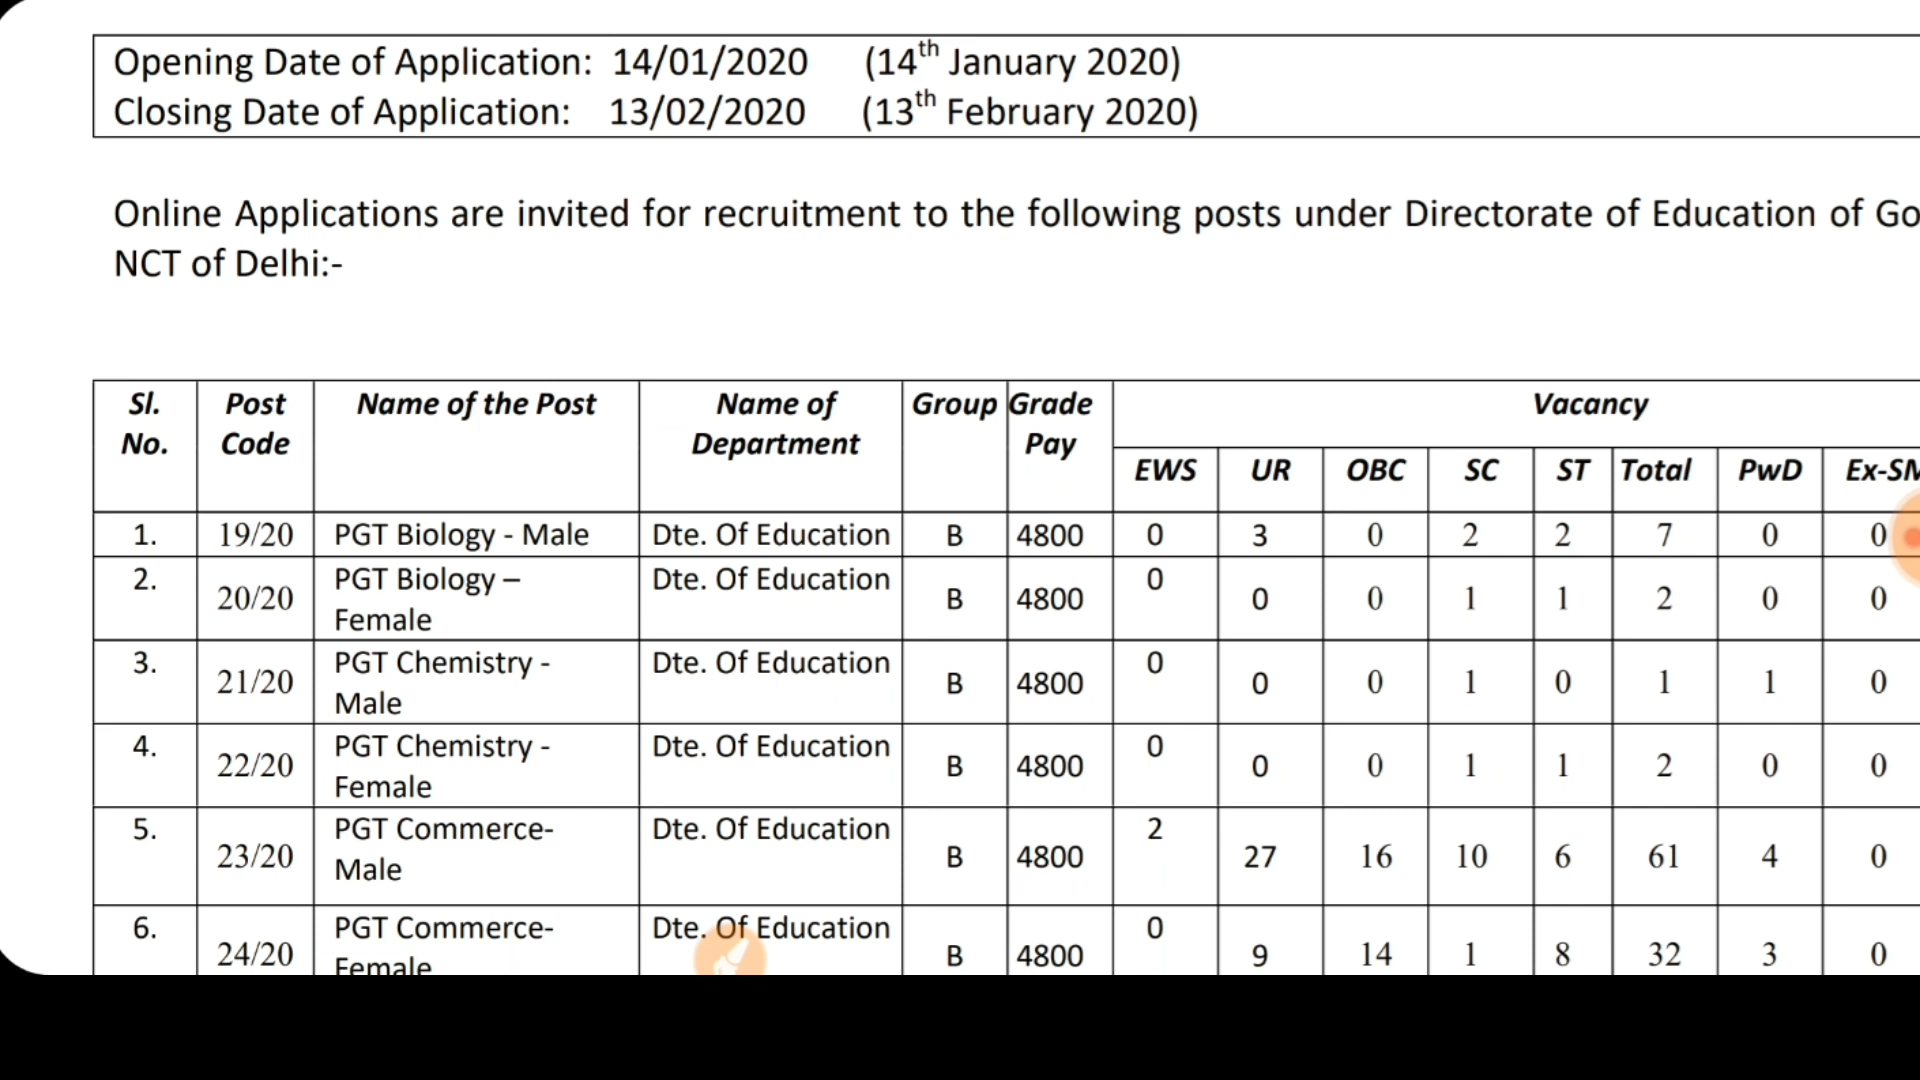 Opening Date of Application: 14/01/2020 (14th January 2020)
Closing Date of Application: 13/02/2020 (13th February 2020)
Online Applications are invited for recruitment to the following posts under Directorate of Education of Go
NCT of Delhi:-
Sl. No. Post Code Name of the Post Name of Department Group Grade Pay Vacancy
EWS UR OBC SC ST Total PwD Ex-SM
1. 19/20 PGT Biology - Male Dte. Of Education B 4800 0 3 0 2 2 7 0 0
2. 20/20 PGT Biology – Female Dte. Of Education B 4800 0 0 0 1 1 2 0 0
3. 21/20 PGT Chemistry - Male Dte. Of Education B 4800 0 0 0 1 0 1 1 0
4. 22/20 PGT Chemistry - Female Dte. Of Education B 4800 0 0 0 1 1 2 0 0
5. 23/20 PGT Commerce- Male Dte. Of Education B 4800 2 27 16 10 6 61 4 0
6. 24/20 PGT Commerce- Female Dte. Of Education B 4800 0 9 14 1 8 32 3 0